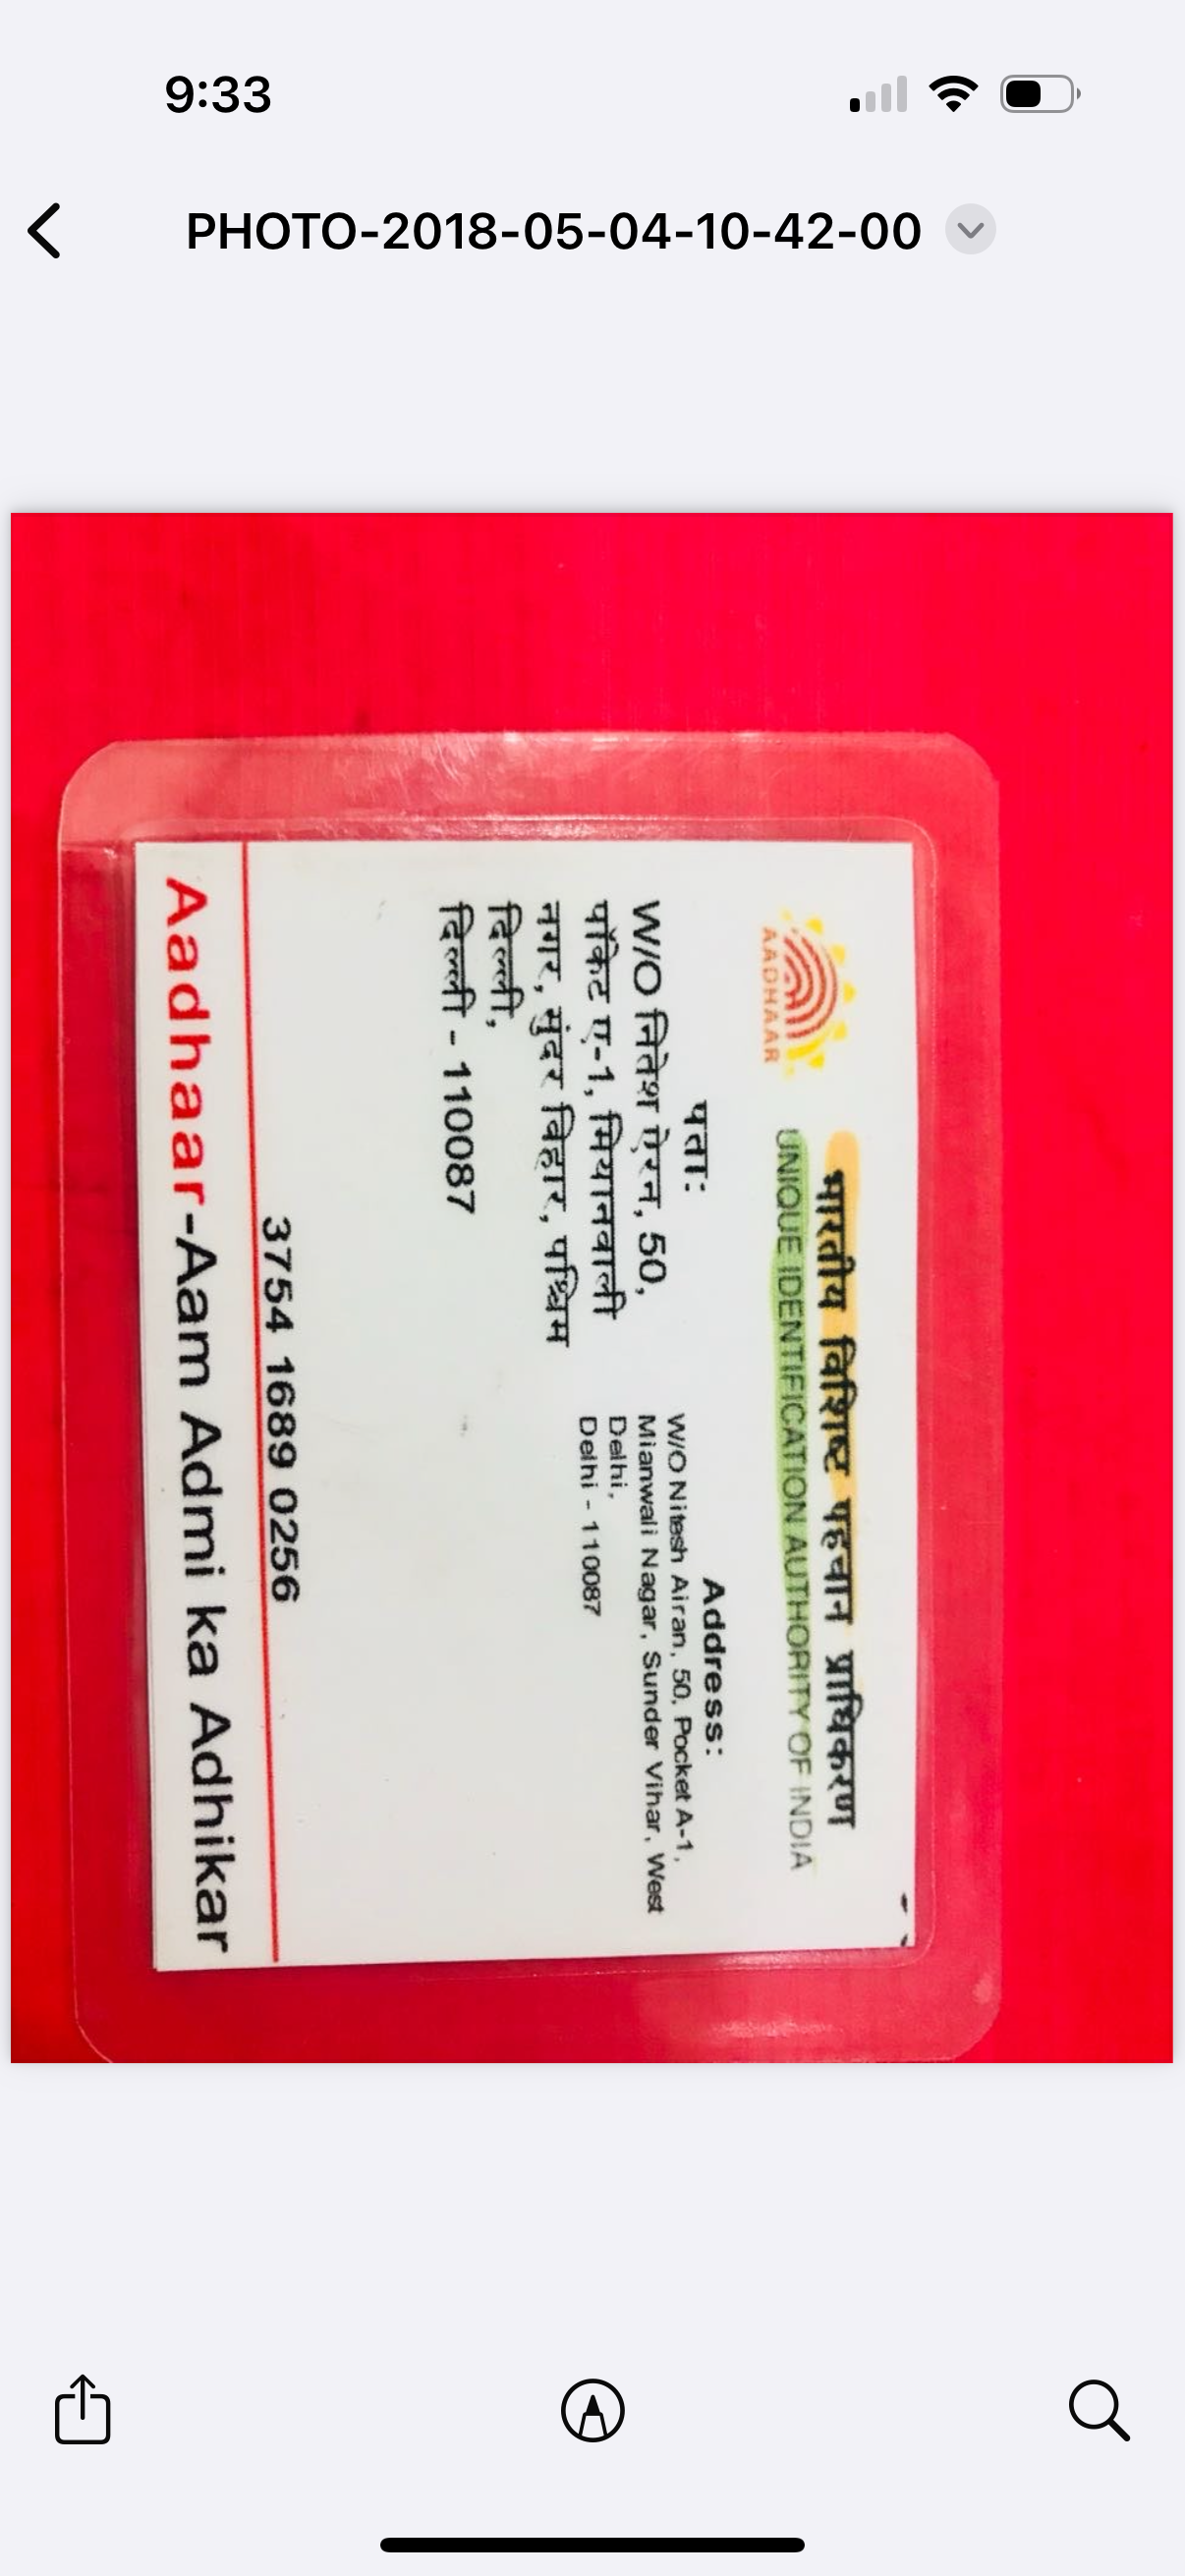 9:33
PHOTO-2018-05-04-10-42-00
AADHAAR
भारतीय विशिष्ट पहचान प्राधिकरण
UNIQUE IDENTIFICATION AUTHORITY OF INDIA
पता:
W/O नितेश ऐरन, 50,
पॉकेट ए-1, मियानवाली
नगर, सुंदर विहार, पश्चिम
दिल्ली,
दिल्ली - 110087
Address:
W/O Nitesh Airan, 50, Pocket A-1,
Mianwali Nagar, Sunder Vihar, West
Delhi,
Delhi - 110087
3754 1689 0256
Aadhaar-Aam Admi ka Adhikar